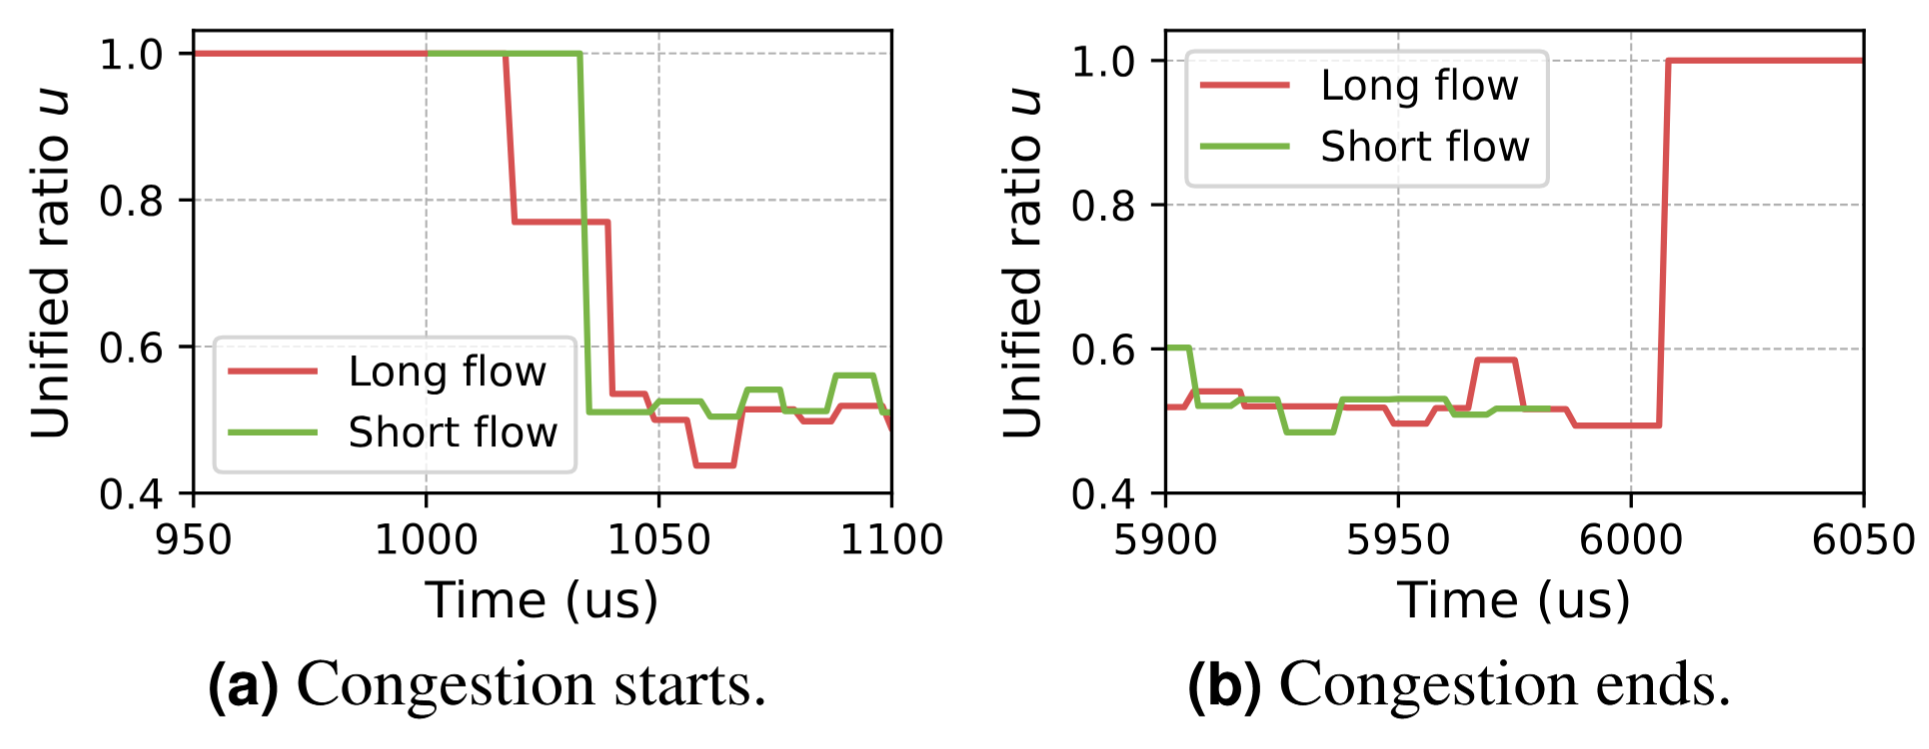 Unified ratio u
1.0
0.8
0.6
0.4
Long flow
Short flow
950 1000 1050 1100
Time (us)
(a) Congestion starts.
Unified ratio u
1.0
0.8
0.6
0.4
Long flow
Short flow
5900 5950 6000 6050
Time (us)
(b) Congestion ends.